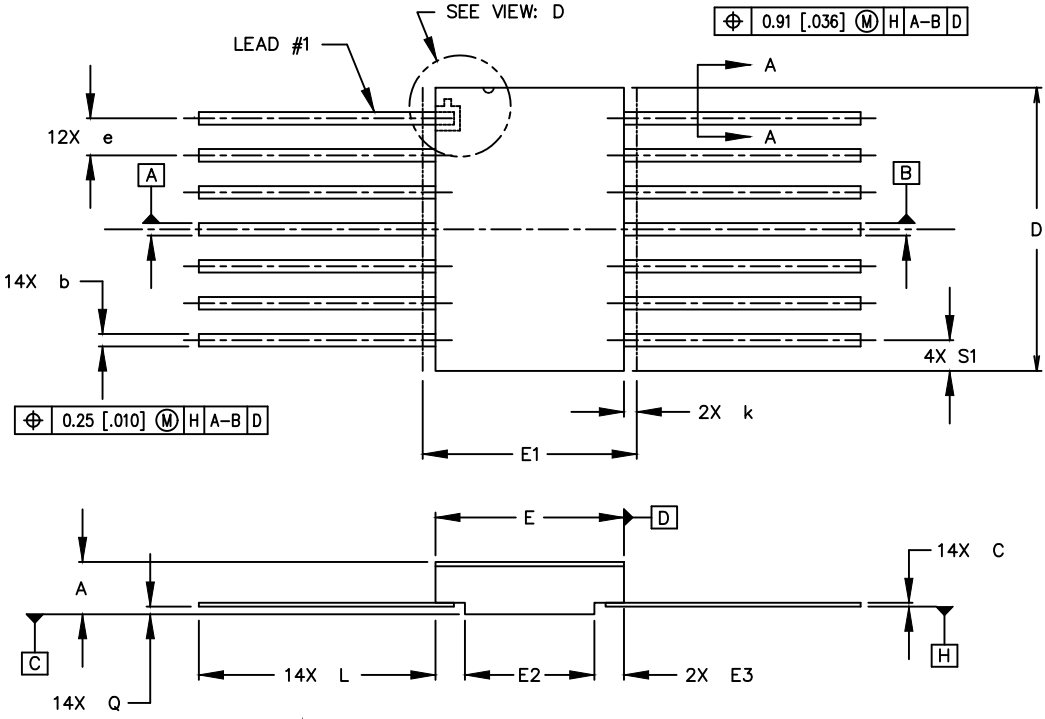 SEE VIEW: D
⌖ 0.91 [.036] Ⓜ H A-B D
LEAD #1
A
12X e
A
A
B
D
14X b
4X S1
⌖ 0.25 [.010] Ⓜ H A-B D
2X k
E1
E
D
14X C
A
C
H
14X L
E2
2X E3
14X Q